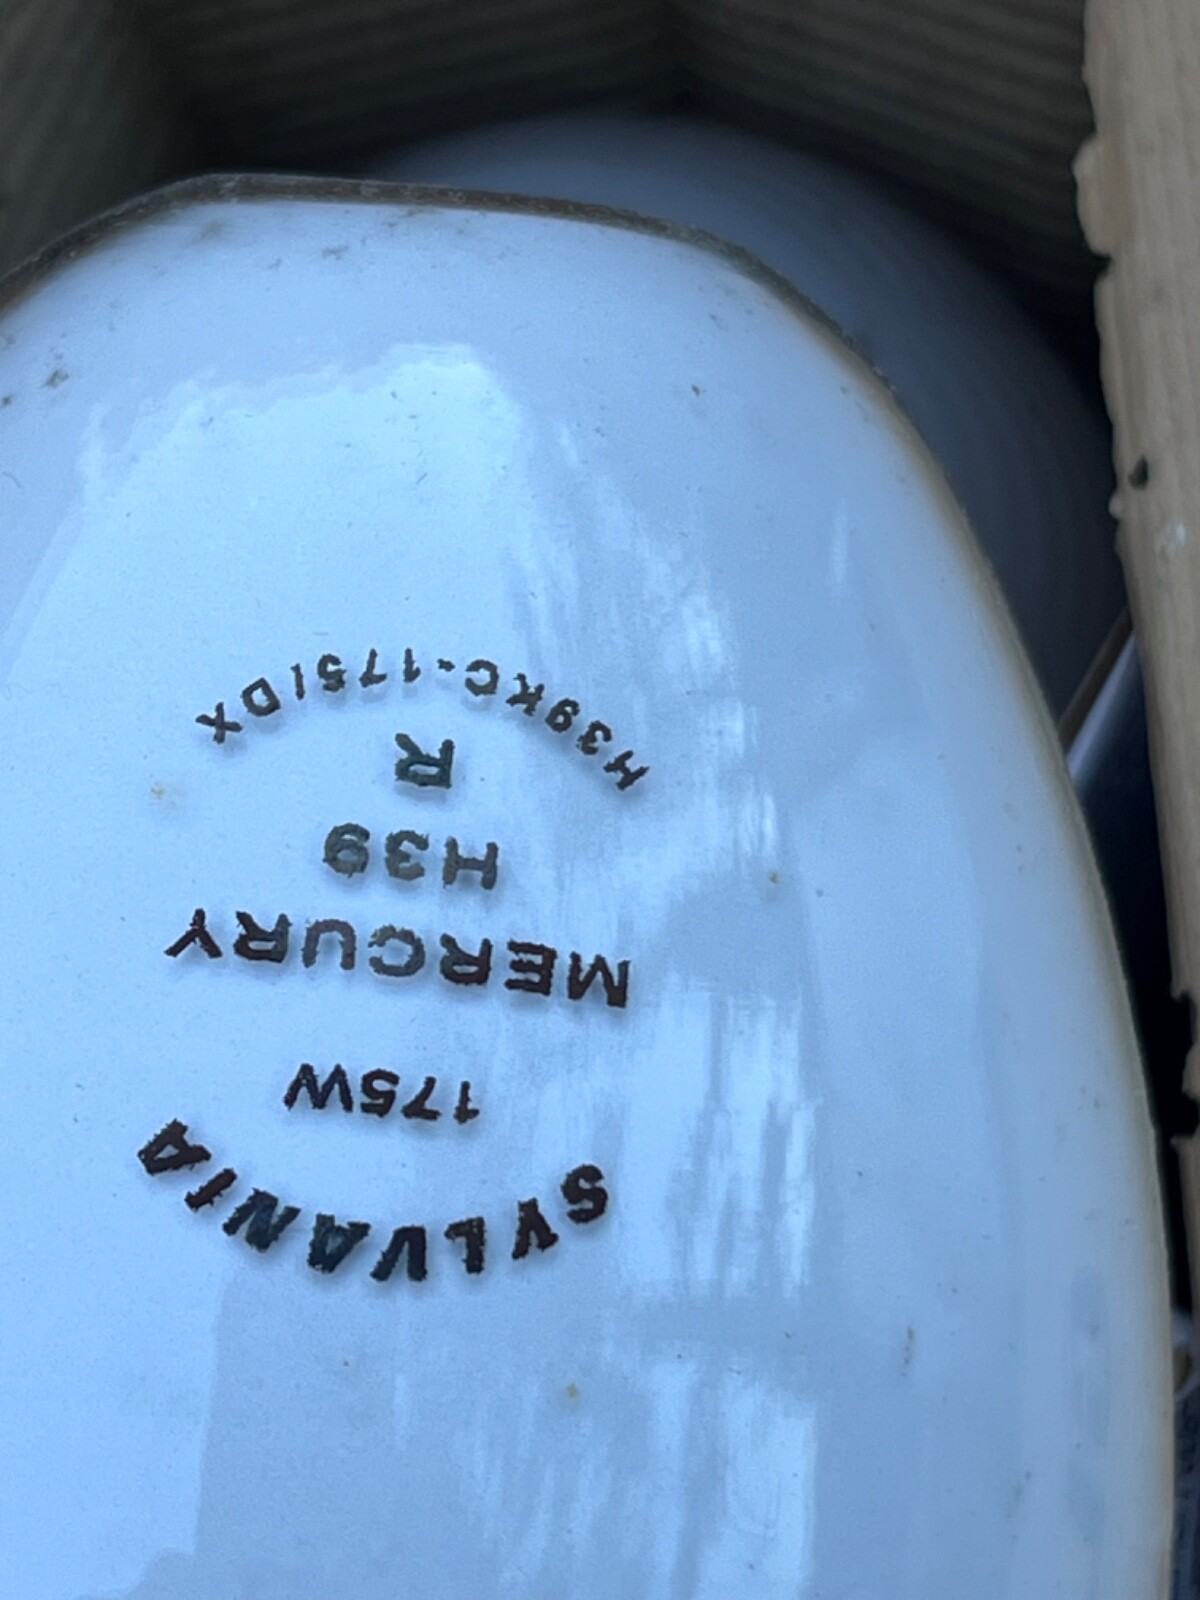 SYLVANIA
175W
MERCURY
H39
R
H39KC-175/DX